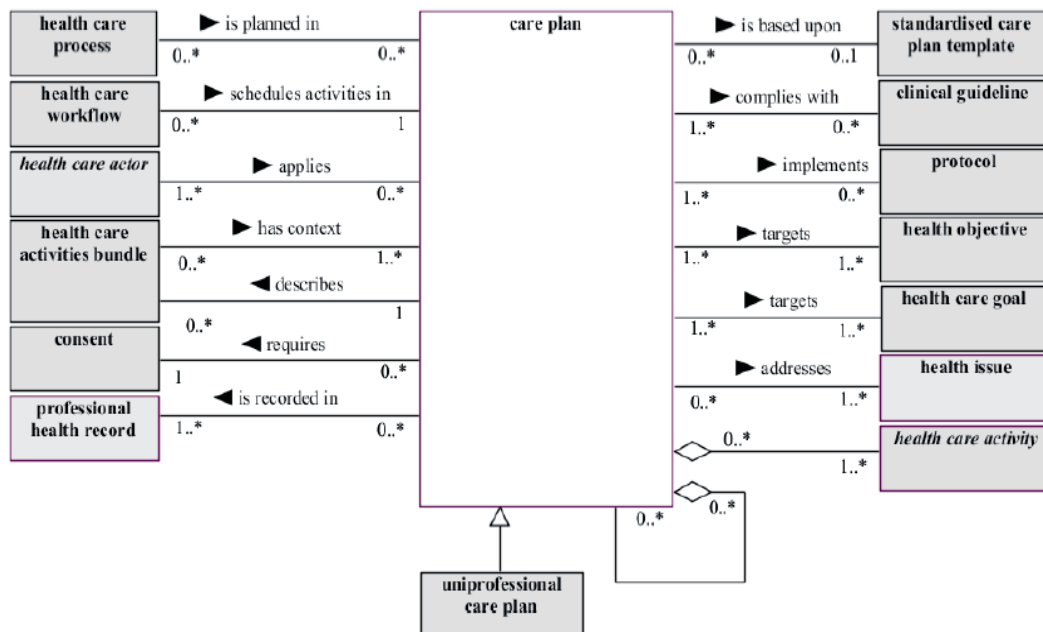 health care
process
is planned in
0..*
0..*
care plan
is based upon
0..*
0..1
standardised care
plan template
health care
workflow
schedules activities in
0..*
1
complies with
1..*
0..*
clinical guideline
health care actor
applies
1..*
0..*
implements
1..*
0..*
protocol
health care
activities bundle
has context
0..*
1..*
targets
1..*
1..*
health objective
describes
0..*
1
targets
1..*
1..*
health care goal
consent
requires
1
0..*
addresses
0..*
1..*
health issue
professional
health record
is recorded in
1..*
0..*
0..*
1..*
health care activity
0..*
0..*
uniprofessional
care plan